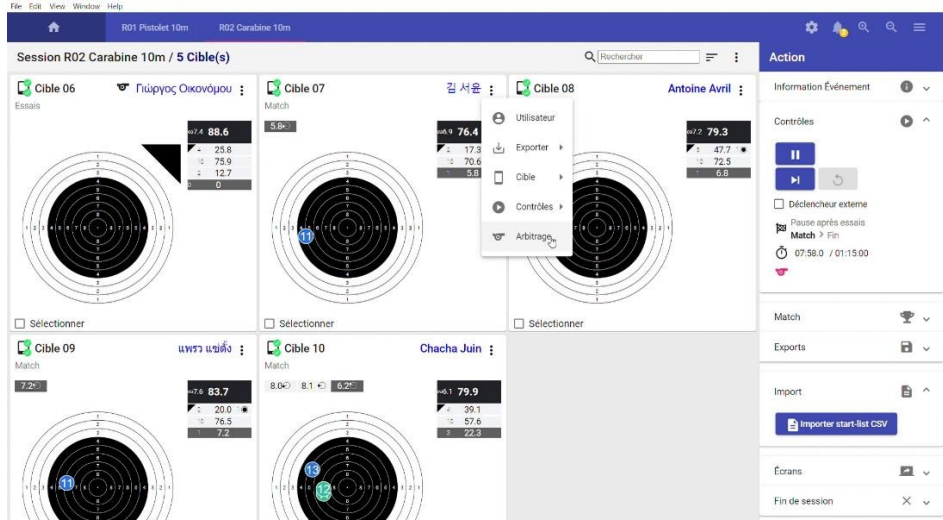 File Edit View Window Help
R01 Pistolet 10m R02 Carabine 10m
Session R02 Carabine 10m / 5 Cible(s)
Rechercher
Action
Cible 06
Γιώργος Οικονόμου
Essais
88.6
25.8
75.9
12.7
0
Sélectionner
Cible 07
김 서윤
Match
5.8
76.4
17.3
70.6
5.8
11
Sélectionner
Utilisateur
Exporter
Cible
Contrôles
Arbitrage
Cible 08
Antoine Avril
79.3
47.7
72.5
6.8
Sélectionner
Cible 09
แพรว แซ่ตั้ง
Match
7.2
83.7
20.0
76.5
7.2
11
Cible 10
Chacha Juin
Match
8.0 8.1 6.2
79.9
39.1
57.6
22.3
13
12
Information Événement
Contrôles
Déclencheur externe
Pause après essais
Match > Fin
07:58.0 / 01:15:00
Match
Exports
Import
Importer start-list CSV
Écrans
Fin de session